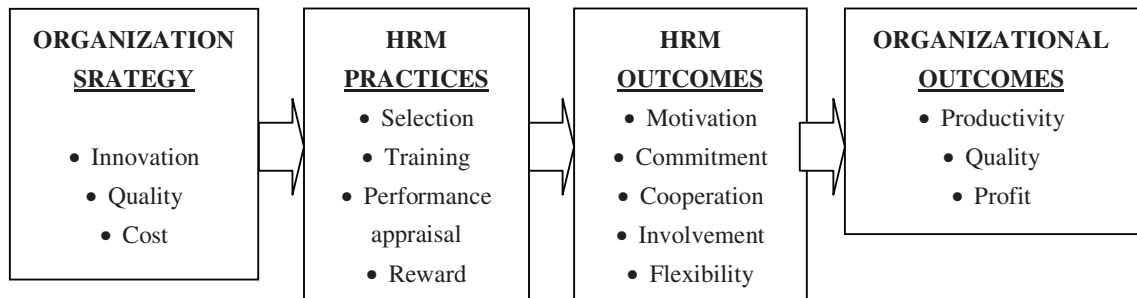 ORGANIZATION
SRATEGY
• Innovation
• Quality
• Cost
HRM
PRACTICES
• Selection
• Training
• Performance
appraisal
• Reward
HRM
OUTCOMES
• Motivation
• Commitment
• Cooperation
• Involvement
• Flexibility
ORGANIZATIONAL
OUTCOMES
• Productivity
• Quality
• Profit